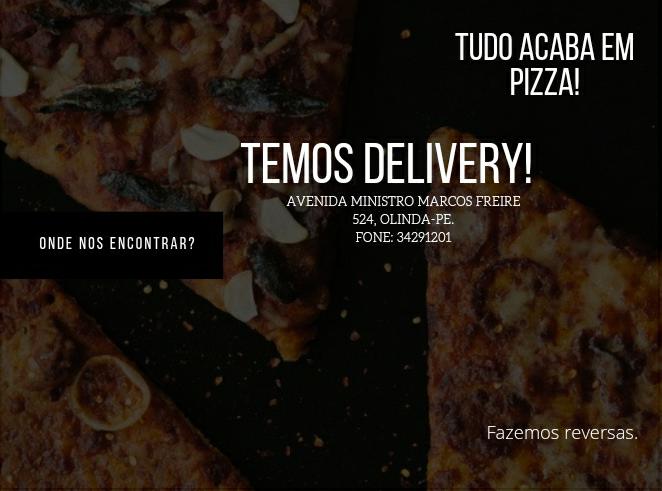 TUDO ACABA EM
PIZZA!
TEMOS DELIVERY!
AVENIDA MINISTRO MARCOS FREIRE
524, OLINDA-PE.
FONE: 34291201
ONDE NOS ENCONTRAR?
Fazemos reversas.